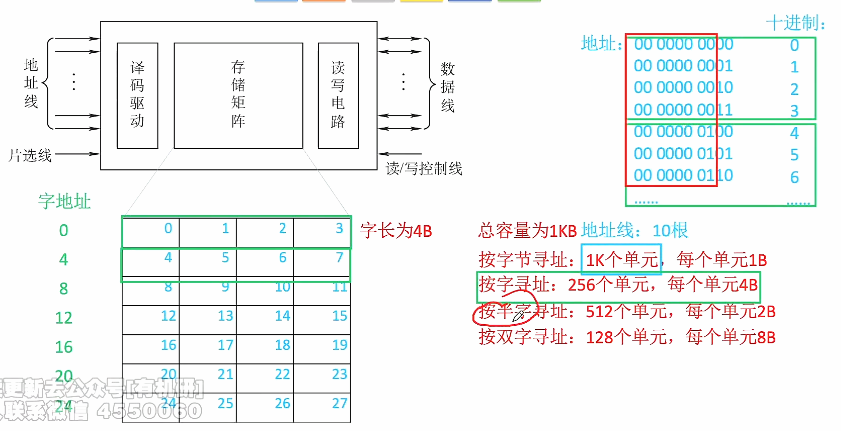 地址线
⋮
译码驱动
存储矩阵
读写电路
⋮
数据线
片选线
读/写控制线
十进制:
地址: 00 0000 0000 0
00 0000 0001 1
00 0000 0010 2
00 0000 0011 3
00 0000 0100 4
00 0000 0101 5
00 0000 0110 6
...... ......
字地址
0 0 1 2 3 字长为4B
4 4 5 6 7
8 8 9 10 11
12 12 13 14 15
16 16 17 18 19
20 20 21 22 23
24 24 25 26 27
总容量为1KB 地址线: 10根
按字节寻址: 1K个单元, 每个单元1B
按字寻址: 256个单元, 每个单元4B
按半字寻址: 512个单元, 每个单元2B
按双字寻址: 128个单元, 每个单元8B
更新去公众号[有机研]
联系微信 4550060